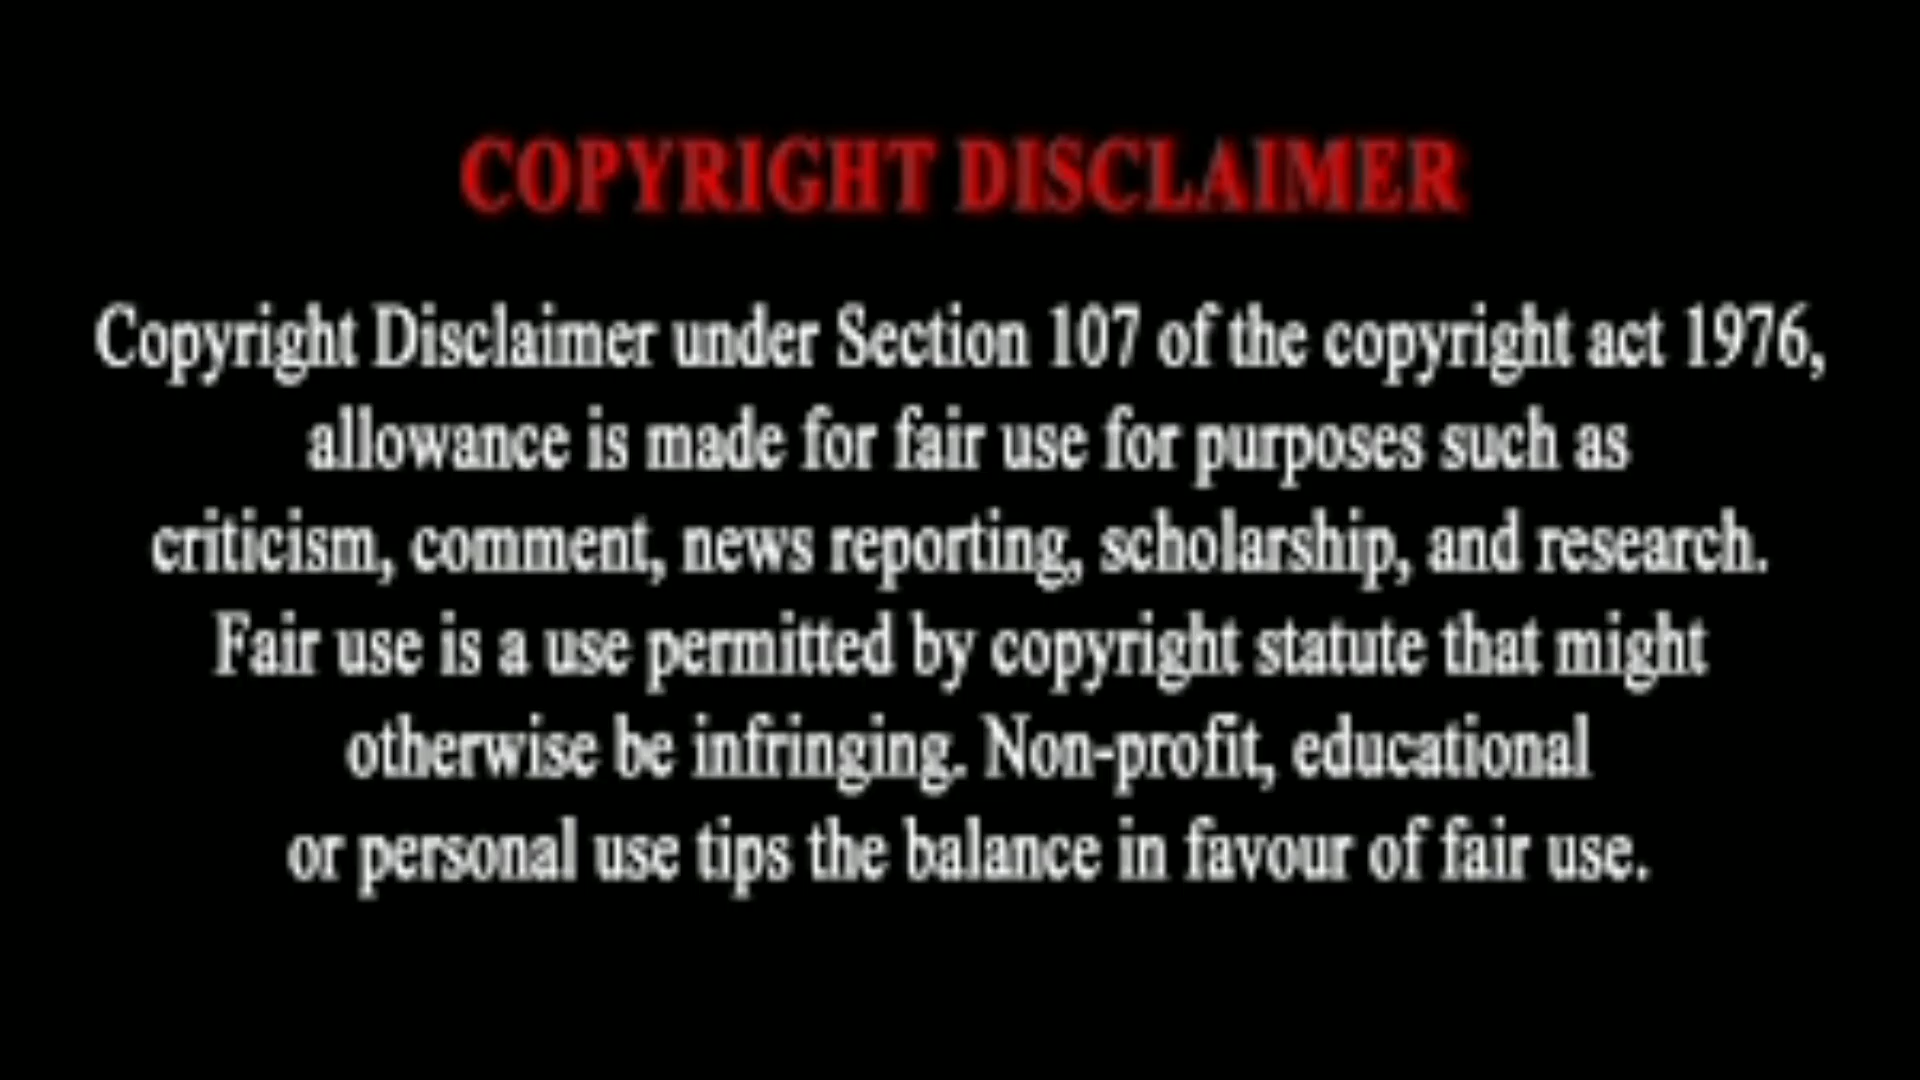 COPYRIGHT DISCLAIMER
Copyright Disclaimer under Section 107 of the copyright act 1976,
allowance is made for fair use for purposes such as
criticism, comment, news reporting, scholarship, and research.
Fair use is a use permitted by copyright statute that might
otherwise be infringing. Non-profit, educational
or personal use tips the balance in favour of fair use.